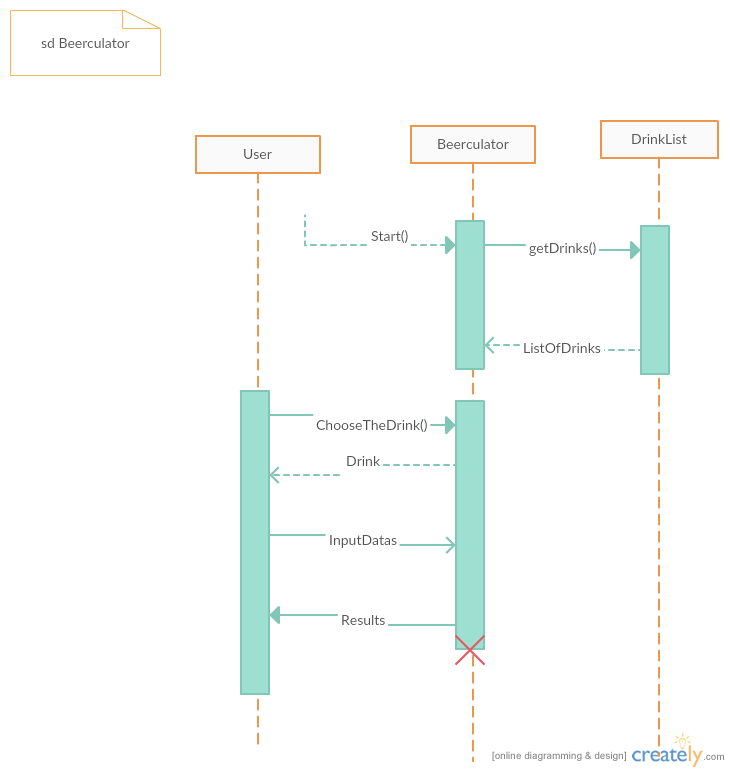 sd Beerculator
User
Beerculator
DrinkList
Start()
getDrinks()
ListOfDrinks
ChooseTheDrink()
Drink
InputDatas
Results
[online diagramming & design] creately.com